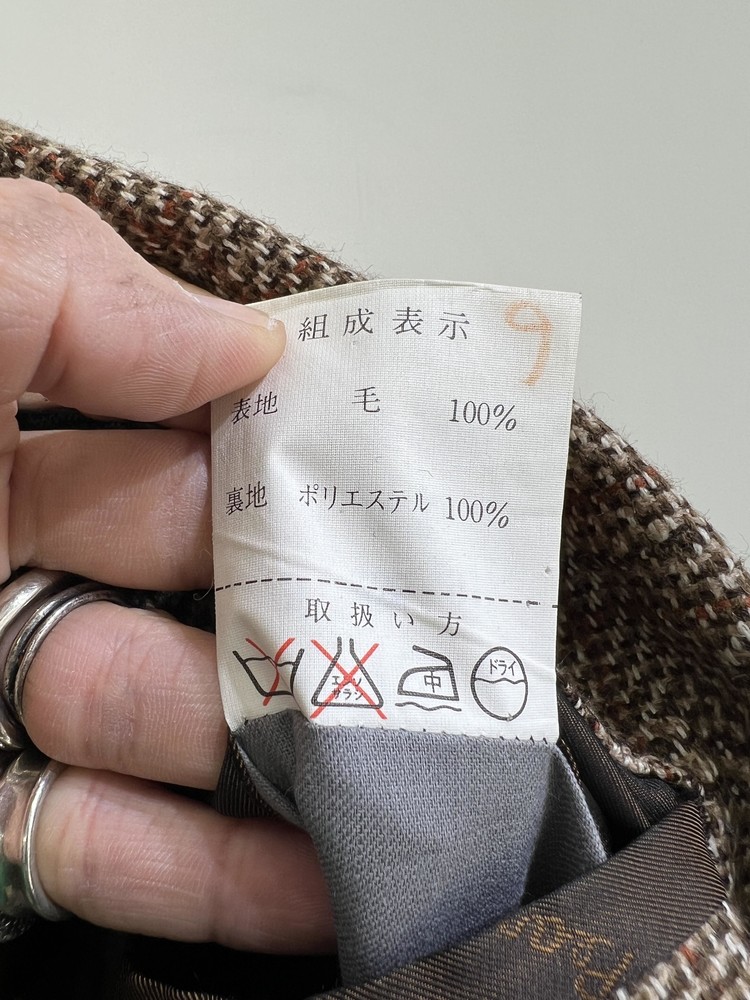 組成表示 9
表地 毛 100%
裏地 ポリエステル 100%
取扱い方
エンソ
サラシ
中
ドライ